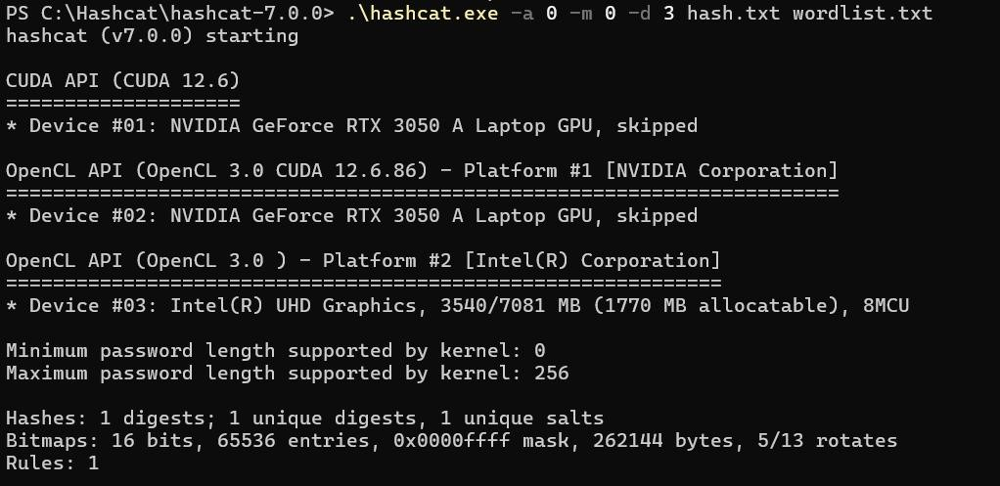 PS C:\Hashcat\hashcat-7.0.0> .\hashcat.exe -a 0 -m 0 -d 3 hash.txt wordlist.txt
hashcat (v7.0.0) starting
CUDA API (CUDA 12.6)
====================
* Device #01: NVIDIA GeForce RTX 3050 A Laptop GPU, skipped
OpenCL API (OpenCL 3.0 CUDA 12.6.86) - Platform #1 [NVIDIA Corporation]
=======================================================================
* Device #02: NVIDIA GeForce RTX 3050 A Laptop GPU, skipped
OpenCL API (OpenCL 3.0 ) - Platform #2 [Intel(R) Corporation]
=============================================================
* Device #03: Intel(R) UHD Graphics, 3540/7081 MB (1770 MB allocatable), 8MCU
Minimum password length supported by kernel: 0
Maximum password length supported by kernel: 256
Hashes: 1 digests; 1 unique digests, 1 unique salts
Bitmaps: 16 bits, 65536 entries, 0x0000ffff mask, 262144 bytes, 5/13 rotates
Rules: 1